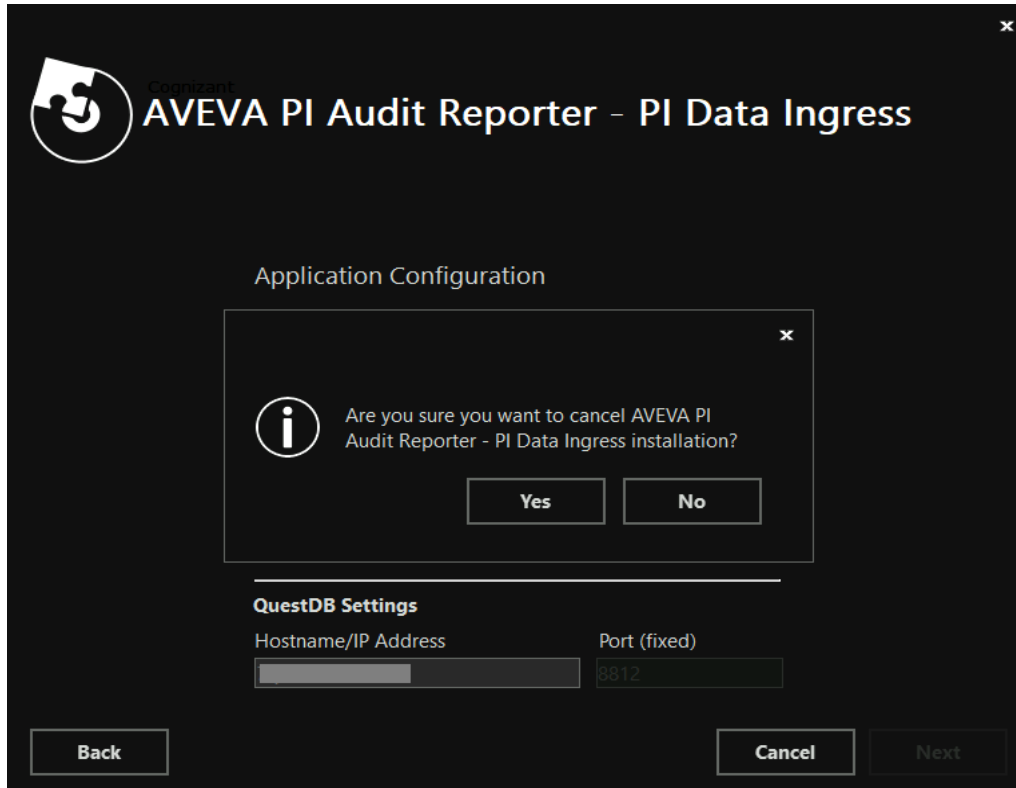 x
Cognizant
AVEVA PI Audit Reporter - PI Data Ingress
Application Configuration
x
Are you sure you want to cancel AVEVA PI
Audit Reporter - PI Data Ingress installation?
Yes No
QuestDB Settings
Hostname/IP Address Port (fixed)
8812
Back Cancel Next